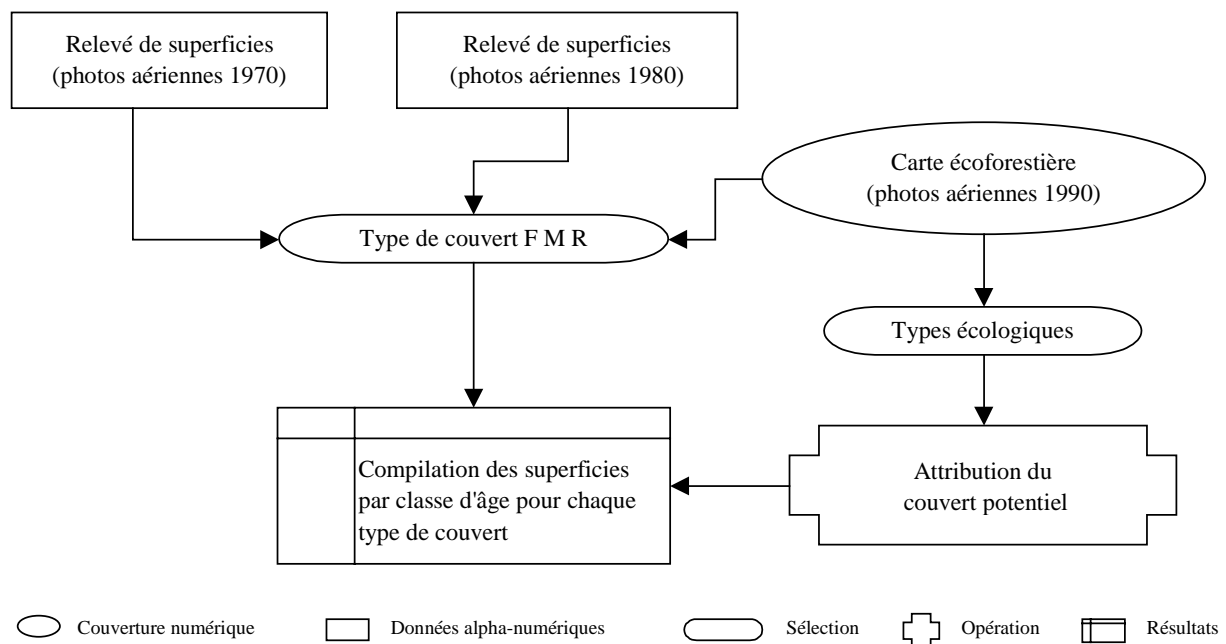 Relevé de superficies
(photos aériennes 1970)
Relevé de superficies
(photos aériennes 1980)
Carte écoforestière
(photos aériennes 1990)
Type de couvert F M R
Types écologiques
Compilation des superficies
par classe d'âge pour chaque
type de couvert
Attribution du
couvert potentiel
Couverture numérique
Données alpha-numériques
Sélection
Opération
Résultats